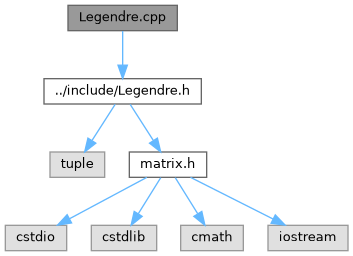 Legendre.cpp
../include/Legendre.h
tuple
matrix.h
cstdio
cstdlib
cmath
iostream